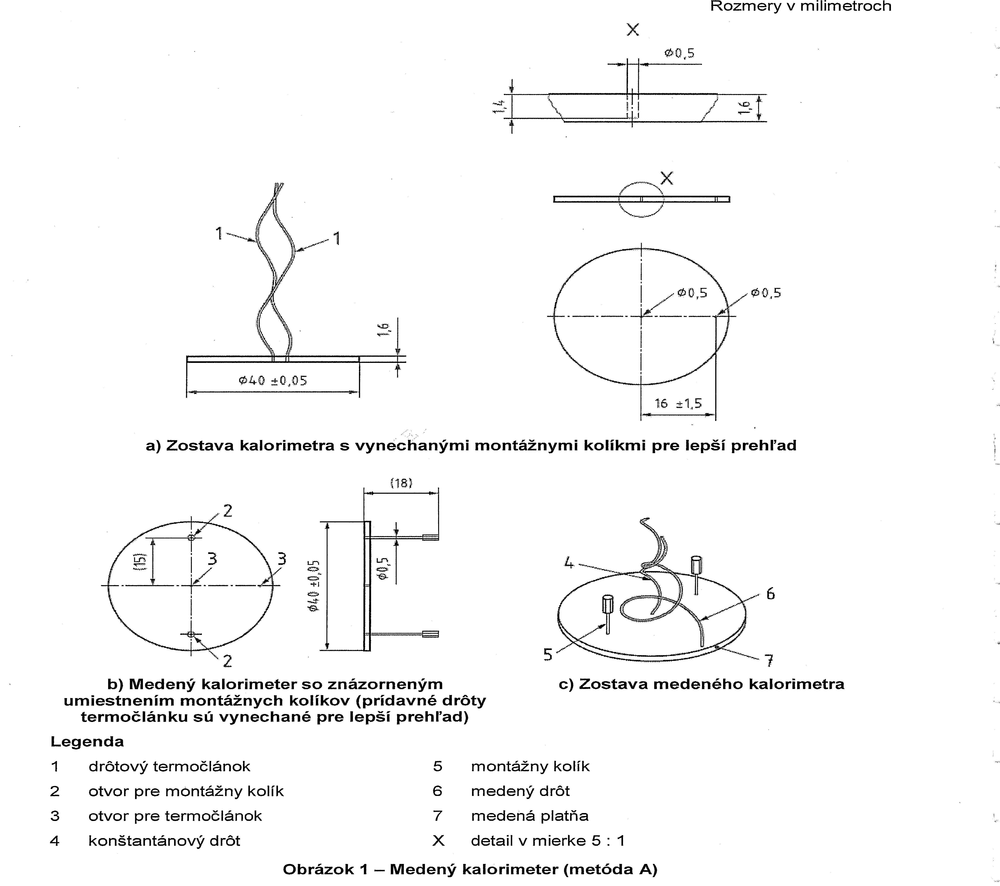 Rozmery v milimetroch
X
⌀0,5
1,4
1,6
X
1
1
⌀0,5
⌀0,5
1,6
⌀40 ±0,05
16 ±1,5
a) Zostava kalorimetra s vynechanými montážnymi kolíkmi pre lepší prehľad
(18)
2
(15)
3
3
⌀40 ±0,05
⌀0,5
2
4
6
5
7
b) Medený kalorimeter so znázorneným
umiestnením montážnych kolíkov (prídavné drôty
termočlánku sú vynechané pre lepší prehľad)
c) Zostava medeného kalorimetra
Legenda
1 drôtový termočlánok
2 otvor pre montážny kolík
3 otvor pre termočlánok
4 konštantánový drôt
5 montážny kolík
6 medený drôt
7 medená platňa
X detail v mierke 5 : 1
Obrázok 1 – Medený kalorimeter (metóda A)